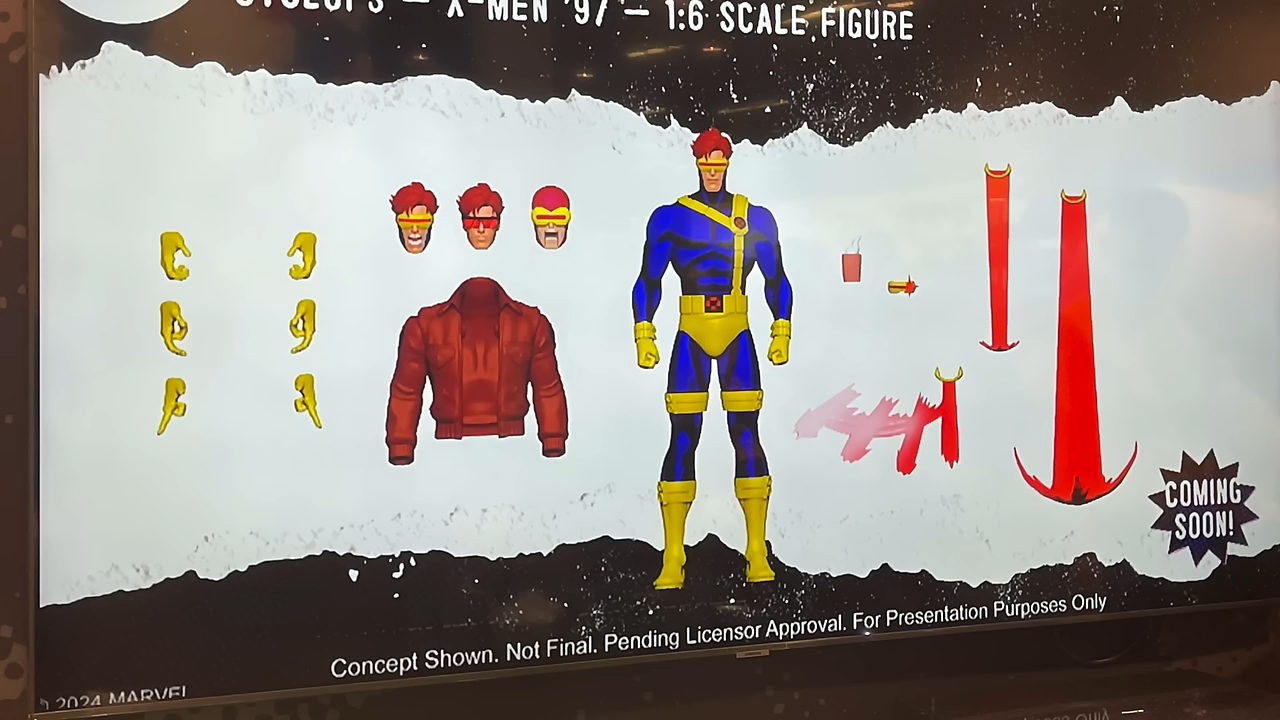 CYCLOPS — X-MEN '97 — 1:6 SCALE FIGURE
COMING
SOON!
Concept Shown. Not Final. Pending Licensor Approval. For Presentation Purposes Only
© 2024 MARVEL